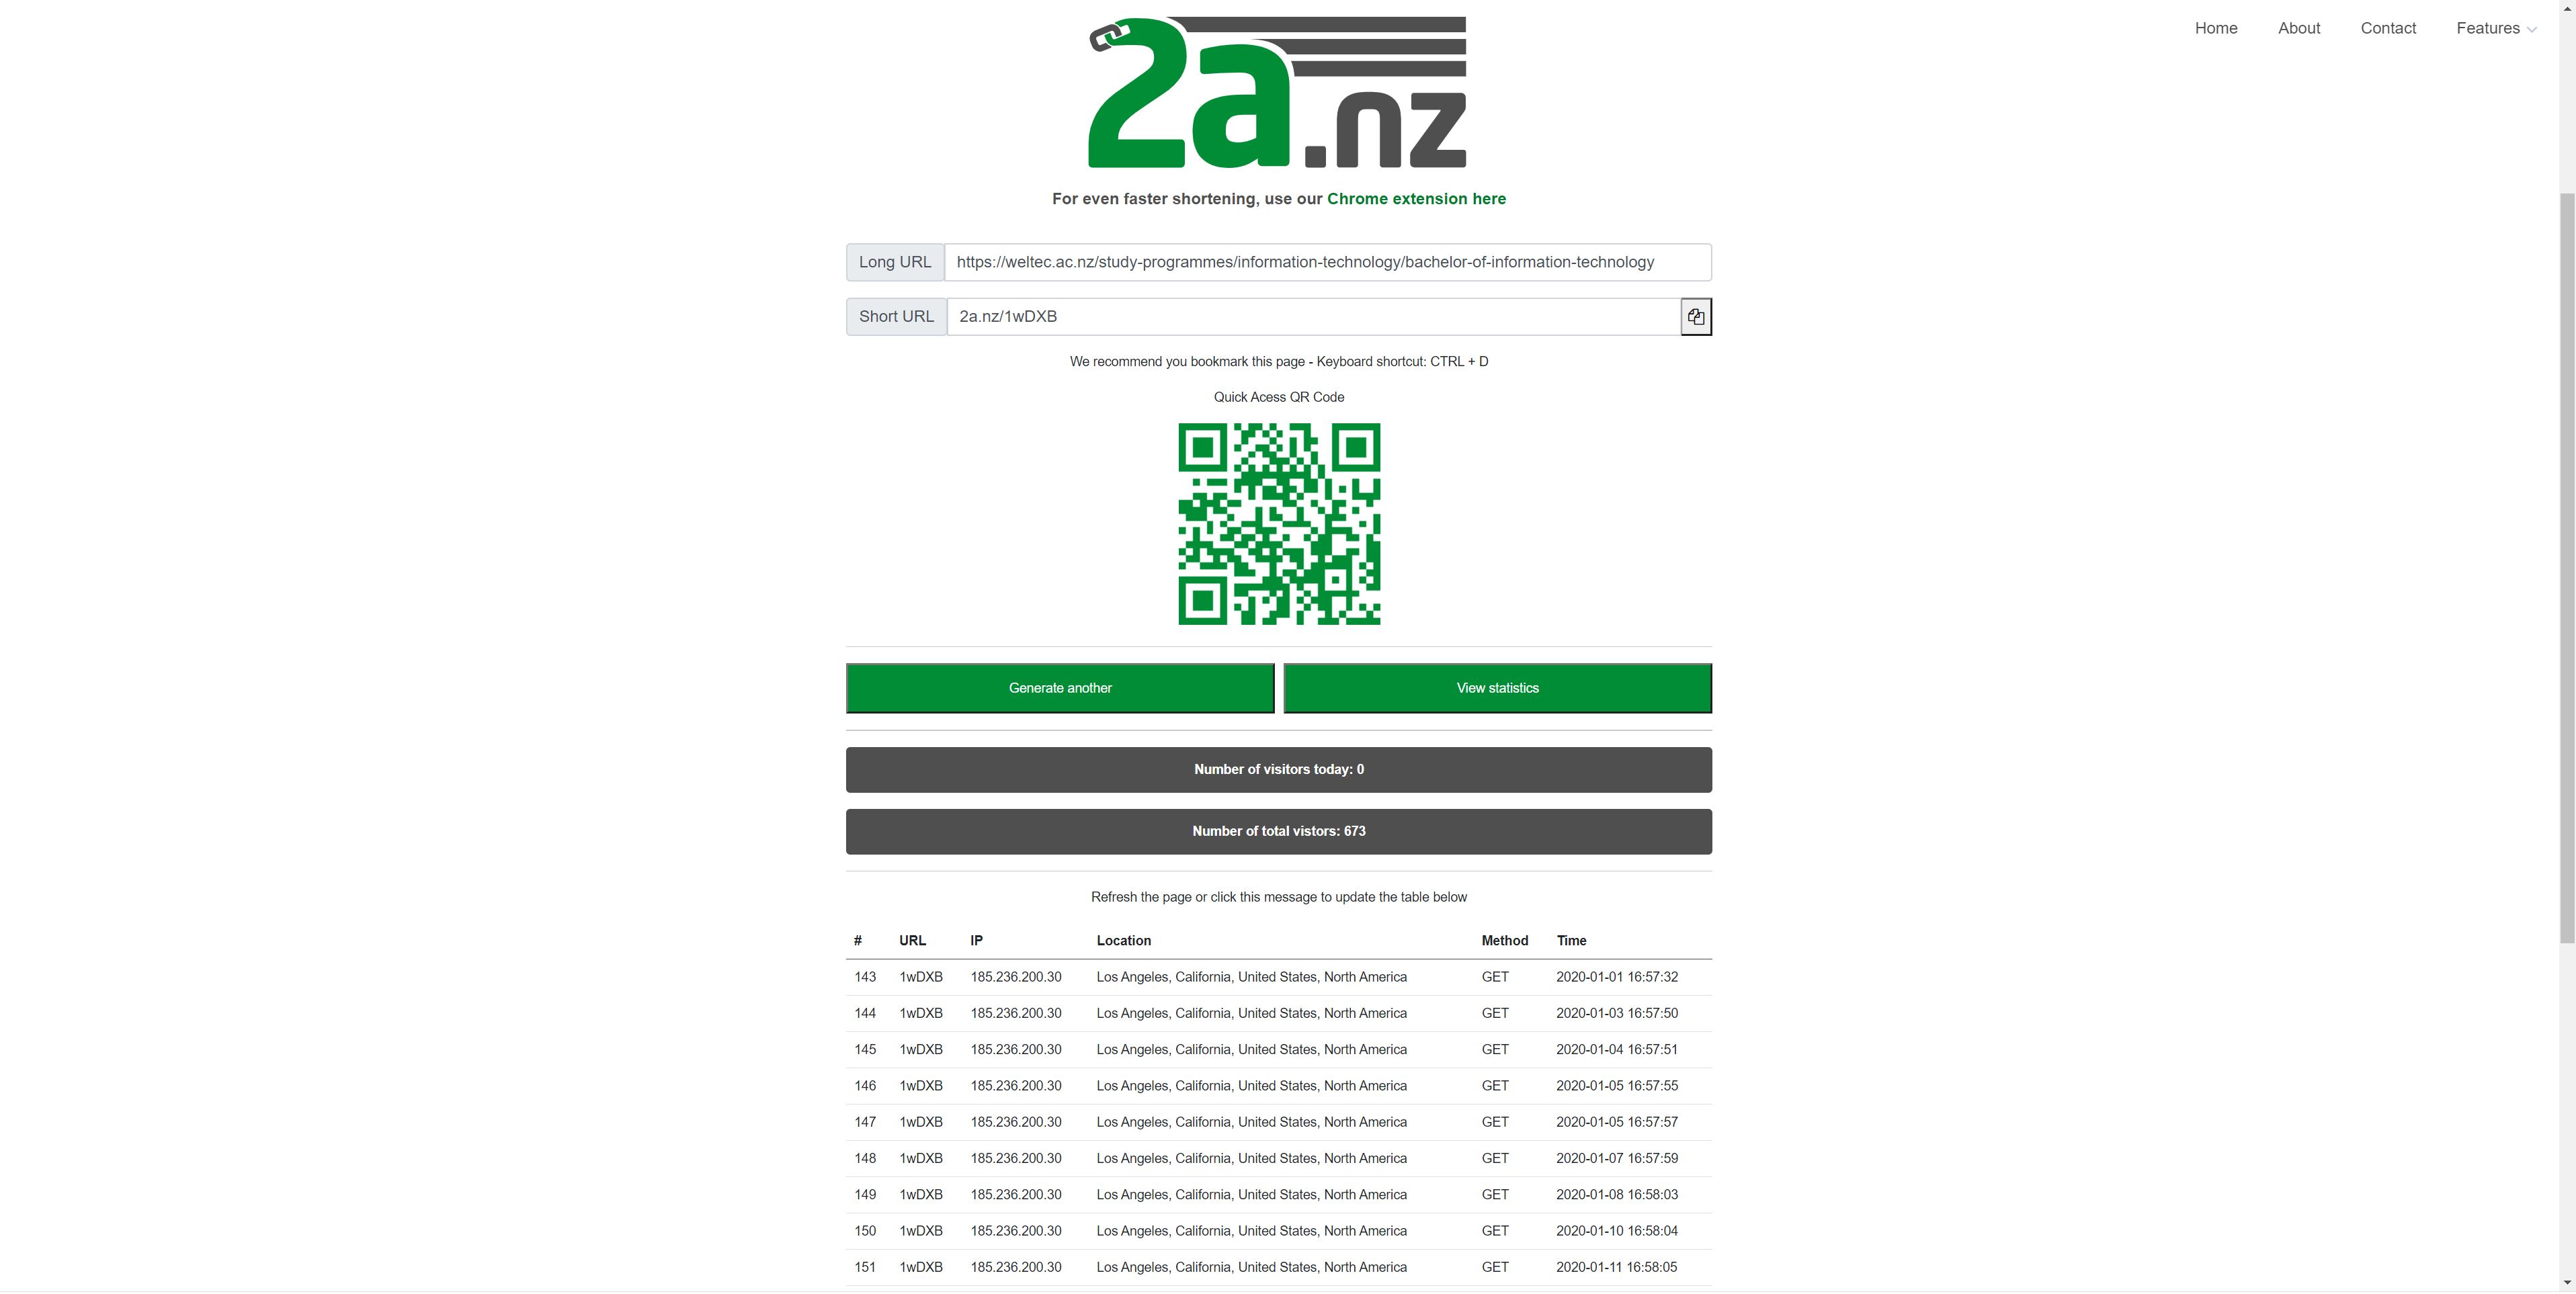 2a.nz
Home About Contact Features
For even faster shortening, use our Chrome extension here
Long URL https://weltec.ac.nz/study-programmes/information-technology/bachelor-of-information-technology
Short URL 2a.nz/1wDXB
We recommend you bookmark this page - Keyboard shortcut: CTRL + D
Quick Acess QR Code
Generate another View statistics
Number of visitors today: 0
Number of total vistors: 673
Refresh the page or click this message to update the table below
# URL IP Location Method Time
143 1wDXB 185.236.200.30 Los Angeles, California, United States, North America GET 2020-01-01 16:57:32
144 1wDXB 185.236.200.30 Los Angeles, California, United States, North America GET 2020-01-03 16:57:50
145 1wDXB 185.236.200.30 Los Angeles, California, United States, North America GET 2020-01-04 16:57:51
146 1wDXB 185.236.200.30 Los Angeles, California, United States, North America GET 2020-01-05 16:57:55
147 1wDXB 185.236.200.30 Los Angeles, California, United States, North America GET 2020-01-05 16:57:57
148 1wDXB 185.236.200.30 Los Angeles, California, United States, North America GET 2020-01-07 16:57:59
149 1wDXB 185.236.200.30 Los Angeles, California, United States, North America GET 2020-01-08 16:58:03
150 1wDXB 185.236.200.30 Los Angeles, California, United States, North America GET 2020-01-10 16:58:04
151 1wDXB 185.236.200.30 Los Angeles, California, United States, North America GET 2020-01-11 16:58:05